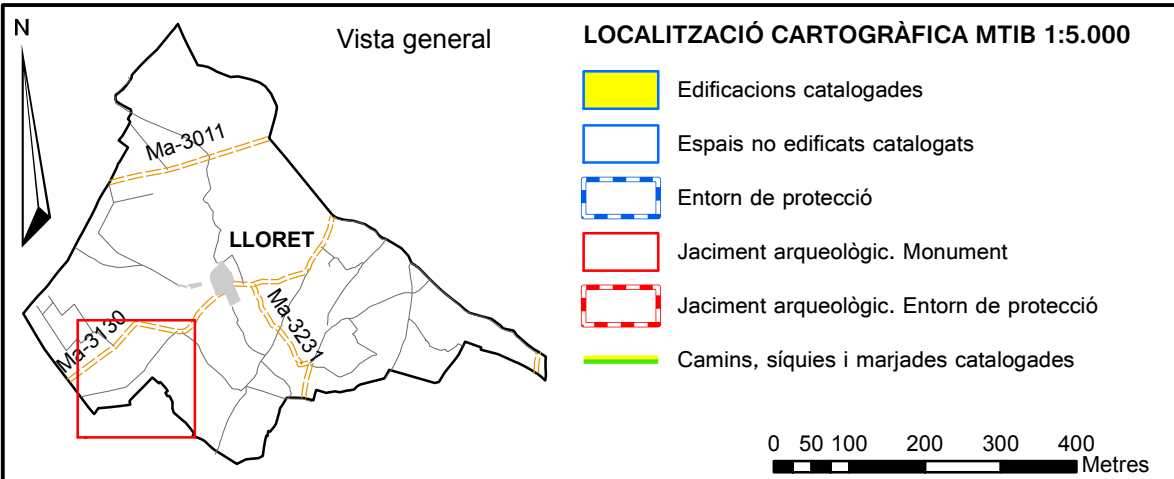 N
Vista general
Ma-3011
LLORET
Ma-3231
Ma-3130
LOCALITZACIÓ CARTOGRÀFICA MTIB 1:5.000
Edificacions catalogades
Espais no edificats catalogats
Entorn de protecció
Jaciment arqueològic. Monument
Jaciment arqueològic. Entorn de protecció
Camins, síquies i marjades catalogades
0 50 100 200 300 400
Metres